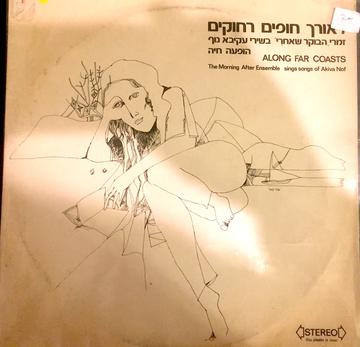 לאורך חופים רחוקים
זמרי הבוקר שאחרי בשירי עקיבא נוף
הופעה חיה
ALONG FAR COASTS
The Morning After Ensemble sings songs of Akiva Nof
STEREO